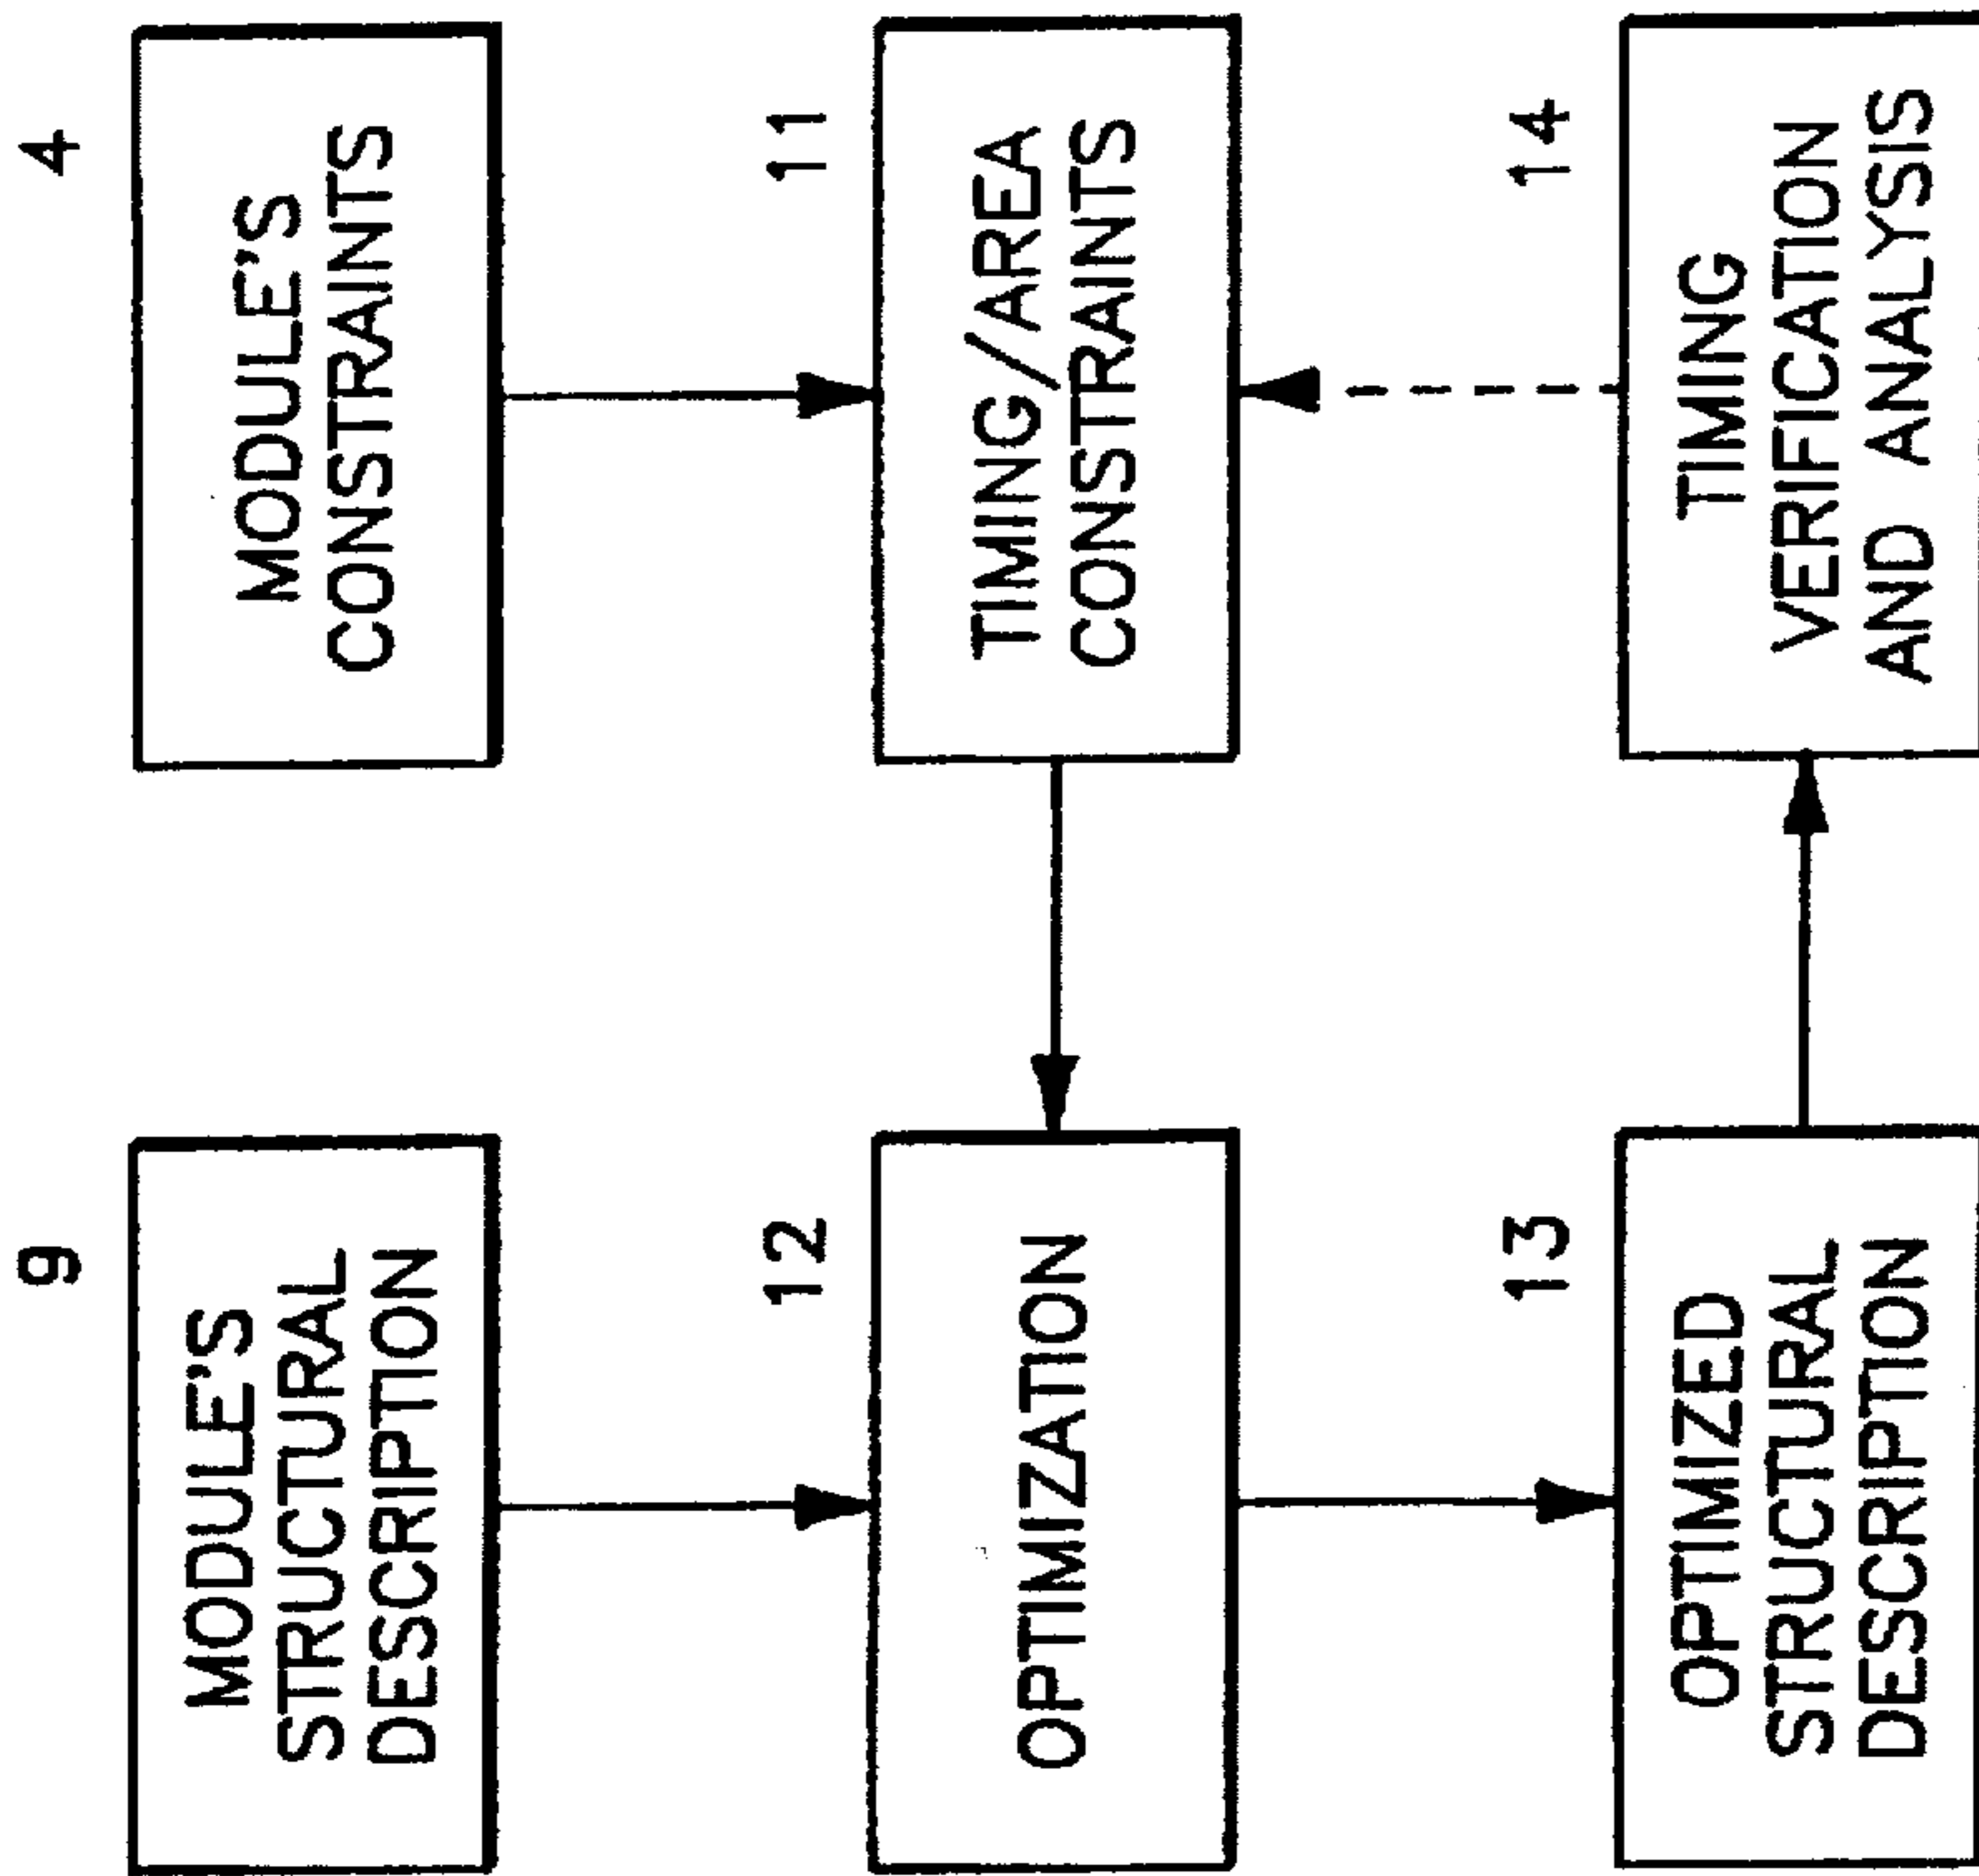 9
MODULE'S
STRUCTURAL
DESCRIPTION
4
MODULE'S
CONSTRAINTS
12
OPTIMIZATION
11
TIMING/AREA
CONSTRAINTS
13
OPTIMIZED
STRUCTURAL
DESCRIPTION
14
TIMING
VERIFICATION
AND ANALYSIS